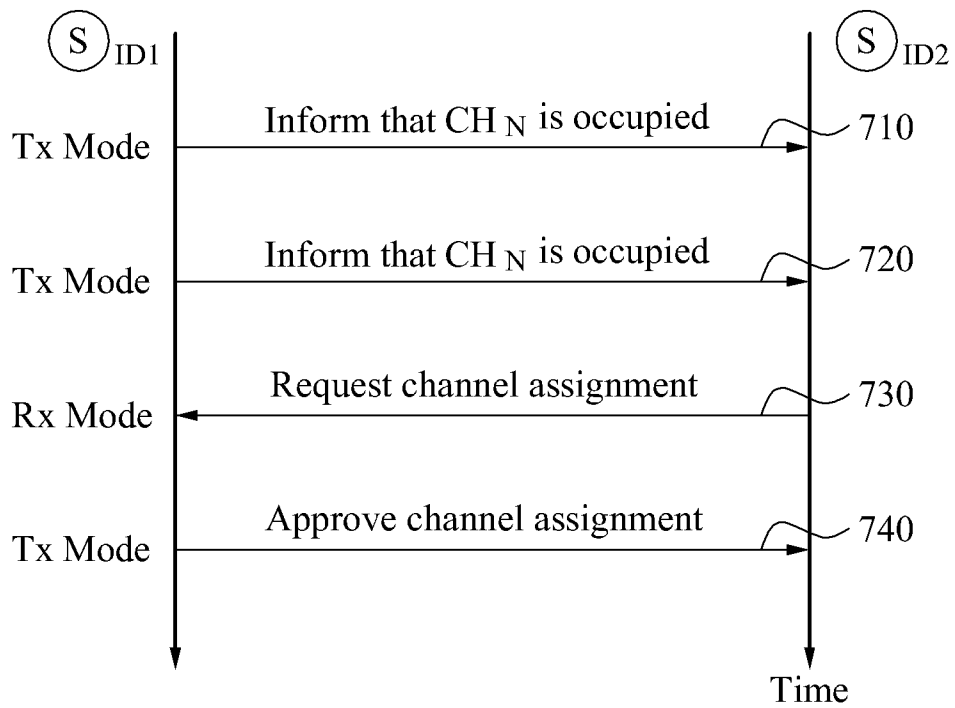 S ID1
S ID2
Inform that CH N is occupied
710
Tx Mode
Inform that CH N is occupied
720
Tx Mode
Request channel assignment
730
Rx Mode
Approve channel assignment
740
Tx Mode
Time